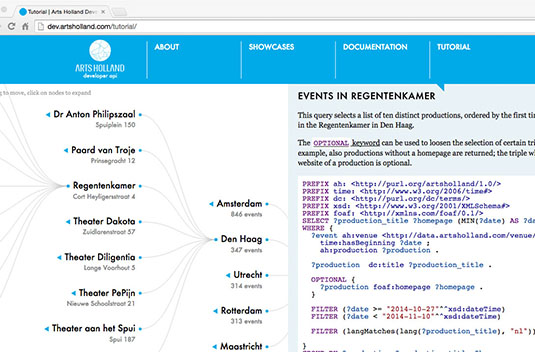 Tutorial | Arts Holland Dev
dev.artsholland.com/tutorial/
ARTS HOLLAND
developer api
ABOUT
SHOWCASES
DOCUMENTATION
TUTORIAL
to move, click on nodes to expand
Dr Anton Philipszaal
Spuiplein 150
Paard van Troje
Prinsegracht 12
Regentenkamer
Cort Heyligerstraat 4
Theater Dakota
Zuidlarenstraat 57
Theater Diligentia
Lange Voorhout 5
Theater PePijn
Nieuwe Schoolstraat 21
Theater aan het Spui
Spui 187
Amsterdam
846 events
Den Haag
347 events
Utrecht
314 events
Rotterdam
313 events
Maastricht
EVENTS IN REGENTENKAMER
This query selects a list of ten distinct productions, ordered by the first tim
in the Regentenkamer in Den Haag.
The OPTIONAL keyword can be used to loosen the selection of certain tri
example, also productions without a homepage are returned; the triple w
website of a production is optional.
PREFIX ah: <http://purl.org/artsholland/1.0/>
PREFIX time: <http://www.w3.org/2006/time#>
PREFIX dc: <http://purl.org/dc/terms/>
PREFIX xsd: <http://www.w3.org/2001/XMLSchema#>
PREFIX foaf: <http://xmlns.com/foaf/0.1/>
SELECT ?production_title ?homepage (MIN(?date) AS ?da
WHERE {
?event ah:venue <http://data.artsholland.com/venue/
time:hasBeginning ?date ;
ah:production ?production .
?production dc:title ?production_title .
OPTIONAL {
?production foaf:homepage ?homepage .
}
FILTER (?date >= "2014-10-27"^^xsd:dateTime)
FILTER (?date < "2014-11-10"^^xsd:dateTime)
FILTER (langMatches(lang(?production_title), "nl"))